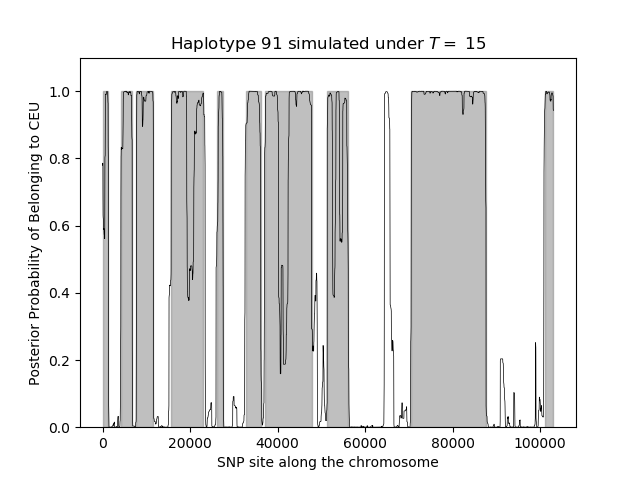 Haplotype 91 simulated under T = 15
Posterior Probability of Belonging to CEU
1.0
0.8
0.6
0.4
0.2
0.0
0 20000 40000 60000 80000 100000
SNP site along the chromosome